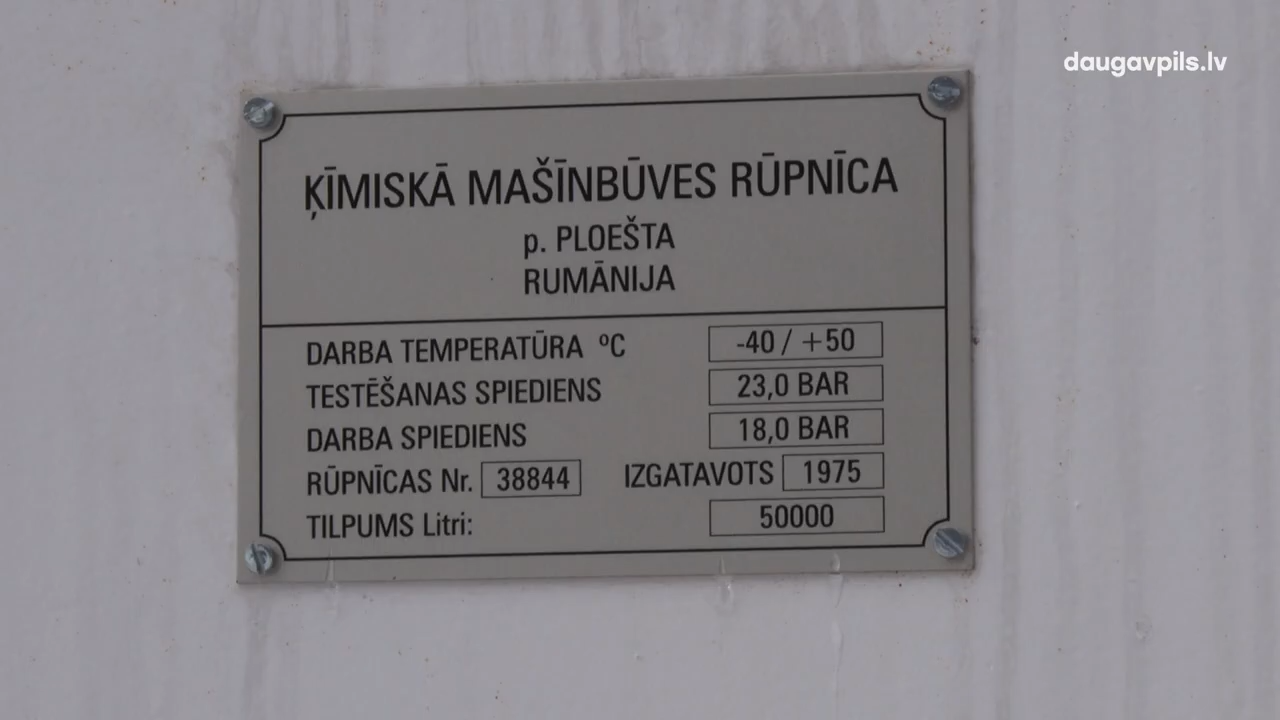 daugavpils.lv
ĶĪMISKĀ MAŠĪNBŪVES RŪPNĪCA
p. PLOEŠTA
RUMĀNIJA
DARBA TEMPERATŪRA ºC -40 / +50
TESTĒŠANAS SPIEDIENS 23,0 BAR
DARBA SPIEDIENS 18,0 BAR
RŪPNĪCAS Nr. 38844 IZGATAVOTS 1975
TILPUMS Litri: 50000